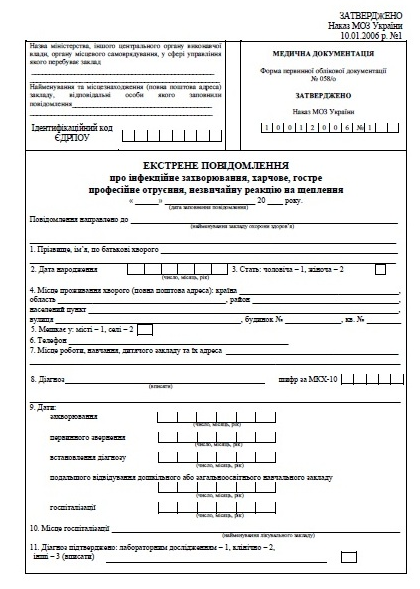 ЗАТВЕРДЖЕНО
Наказ МОЗ України
10.01.2006 р. №1
Назва міністерства, іншого центрального органу виконавчої
влади, органу місцевого самоврядування, у сфері управління
якого перебуває заклад
Найменування та місцезнаходження (повна поштова адреса)
закладу, відповідальні особи якого заповнили
повідомлення
Ідентифікаційний код
ЄДРПОУ
МЕДИЧНА ДОКУМЕНТАЦІЯ
Форма первинної облікової документації
№ 058/о
ЗАТВЕРДЖЕНО
Наказ МОЗ України
1 0 0 1 2 0 0 6 № 1
ЕКСТРЕНЕ ПОВІДОМЛЕННЯ
про інфекційне захворювання, харчове, гостре
професійне отруєння, незвичайну реакцію на щеплення
« ____ » ________ 20 ___ року.
(дата заповнення повідомлення)
Повідомлення направлено до
(найменування закладу охорони здоров'я)
1. Прізвище, ім'я, по батькові хворого
2. Дата народження 3. Стать: чоловіча – 1, жіноча – 2
(число, місяць, рік)
4. Місце проживання хворого (повна поштова адреса): країна
область , район
населений пункт
вулиця , будинок № , кв. №
5. Мешкає у: місті – 1, селі – 2
6. Телефон
7. Місце роботи, навчання, дитячого закладу та їх адреса
8. Діагноз шифр за МКХ-10
(вписати)
9. Дати:
захворювання
(число, місяць, рік)
первинного звернення
(число, місяць, рік)
встановлення діагнозу
(число, місяць, рік)
подальшого відвідування дошкільного або загальноосвітнього навчального закладу
(число, місяць, рік)
госпіталізації
(число, місяць, рік)
10. Місце госпіталізації
(найменування лікувального закладу)
11. Діагноз підтверджено: лабораторним дослідженням – 1, клінічно – 2,
інші – 3 (вписати)